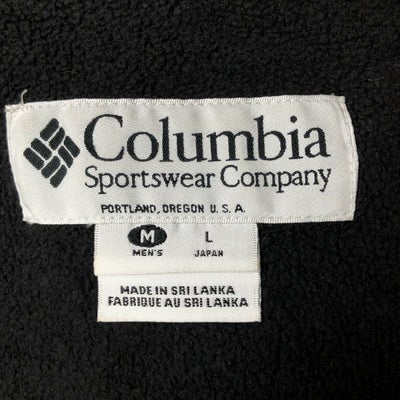 Columbia
Sportswear Company
PORTLAND, OREGON U. S. A.
M L
MEN'S JAPAN
MADE IN SRI LANKA
FABRIQUE AU SRI LANKA